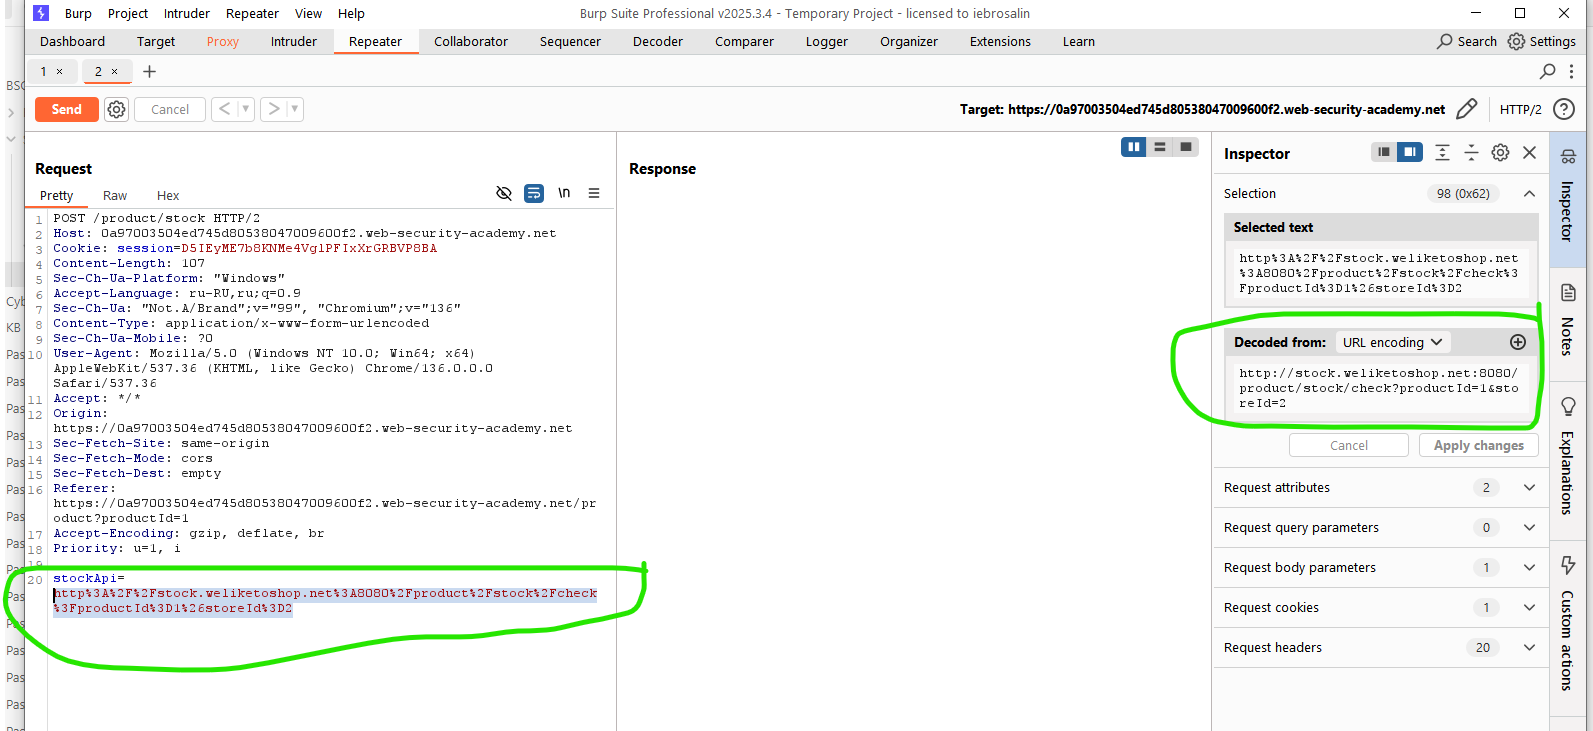 Burp Project Intruder Repeater View Help Burp Suite Professional v2025.3.4 - Temporary Project - licensed to iebrosalin
Dashboard Target Proxy Intruder Repeater Collaborator Sequencer Decoder Comparer Logger Organizer Extensions Learn Search Settings
1 × 2 × +
Send Cancel < > Target: https://0a97003504ed745d80538047009600f2.web-security-academy.net HTTP/2
Request
Pretty Raw Hex \n
1 POST /product/stock HTTP/2
2 Host: 0a97003504ed745d80538047009600f2.web-security-academy.net
3 Cookie: session=D5IEyME7b8KNMe4Vg1PFIxXrGRBVP8BA
4 Content-Length: 107
5 Sec-Ch-Ua-Platform: "Windows"
6 Accept-Language: ru-RU,ru;q=0.9
7 Sec-Ch-Ua: "Not.A/Brand";v="99", "Chromium";v="136"
8 Content-Type: application/x-www-form-urlencoded
9 Sec-Ch-Ua-Mobile: ?0
10 User-Agent: Mozilla/5.0 (Windows NT 10.0; Win64; x64)
AppleWebKit/537.36 (KHTML, like Gecko) Chrome/136.0.0.0
Safari/537.36
11 Accept: */*
12 Origin:
https://0a97003504ed745d80538047009600f2.web-security-academy.net
13 Sec-Fetch-Site: same-origin
14 Sec-Fetch-Mode: cors
15 Sec-Fetch-Dest: empty
16 Referer:
https://0a97003504ed745d80538047009600f2.web-security-academy.net/pr
oduct?productId=1
17 Accept-Encoding: gzip, deflate, br
18 Priority: u=1, i
19
20 stockApi=
http%3A%2F%2Fstock.weliketoshop.net%3A8080%2Fproduct%2Fstock%2Fcheck
%3FproductId%3D1%26storeId%3D2
Response
Inspector
Selection 98 (0x62)
Selected text
http%3A%2F%2Fstock.weliketoshop.net
%3A8080%2Fproduct%2Fstock%2Fcheck%3
FproductId%3D1%26storeId%3D2
Decoded from: URL encoding
http://stock.weliketoshop.net:8080/
product/stock/check?productId=1&sto
reId=2
Cancel Apply changes
Request attributes 2
Request query parameters 0
Request body parameters 1
Request cookies 1
Request headers 20
Inspector
Notes
Explanations
Custom actions
BSC
Cyb
KB
Pas
Pas
Pas
Pas
Pas
Pas
Pas
Pas
Pas
Pas
Pas
Pas
Pas
Pas